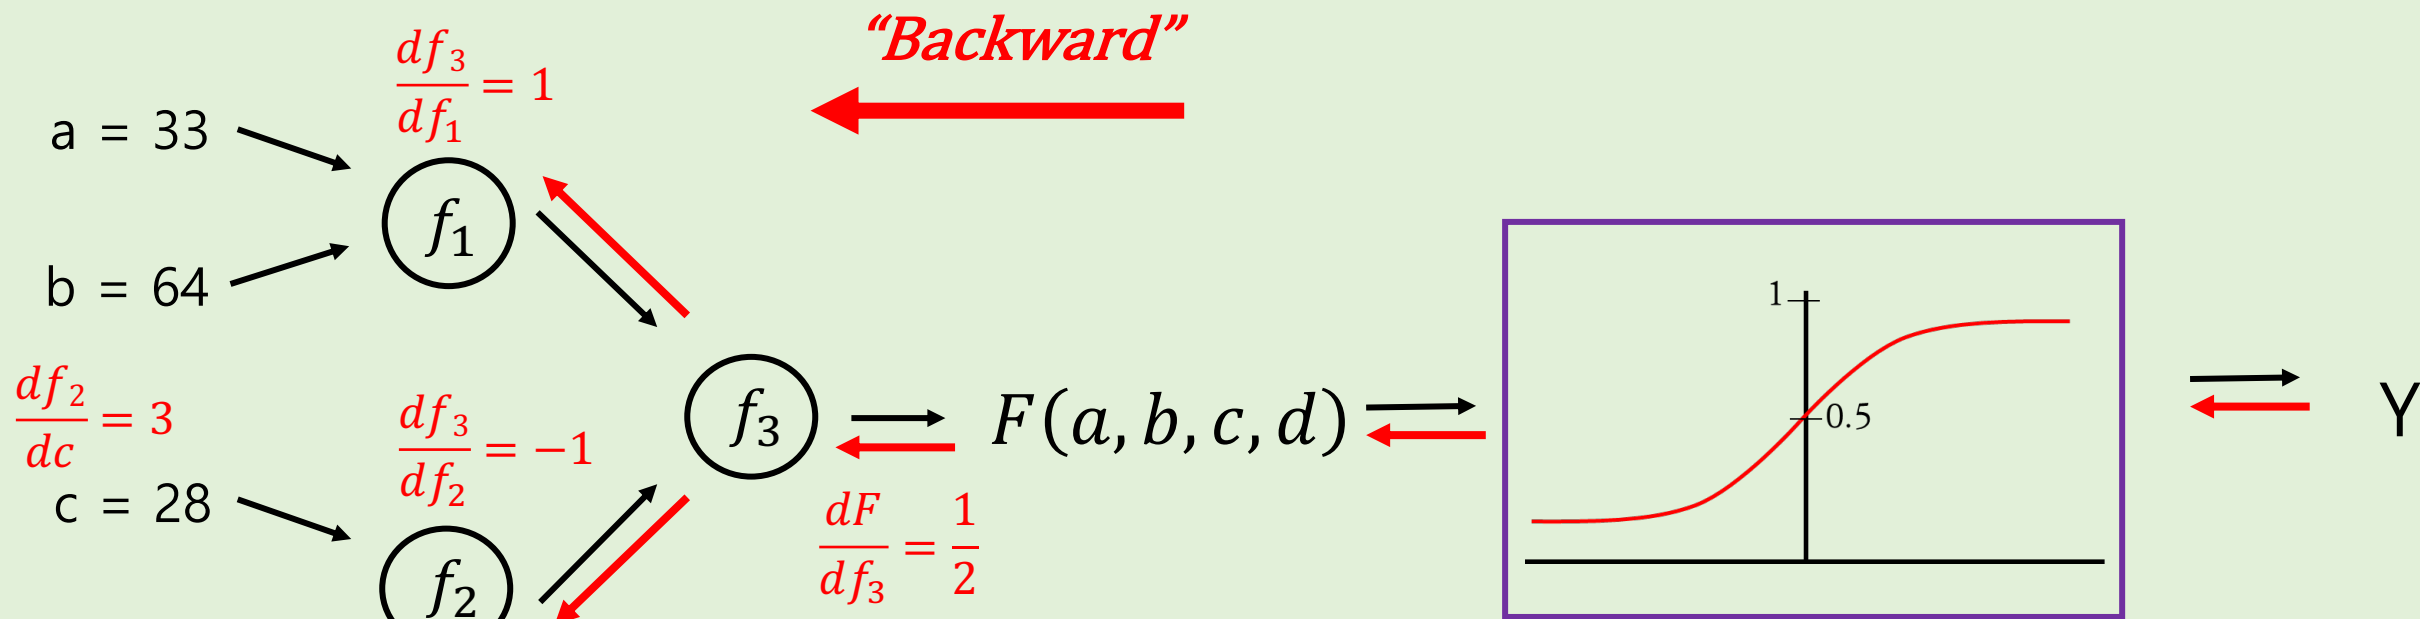 “Backward”
df₃/df₁ = 1
a = 33
f₁
b = 64
1
df₂/dc = 3
df₃/df₂ = −1
f₃
F(a, b, c, d)
0.5
Y
c = 28
dF/df₃ = 1/2
f₂